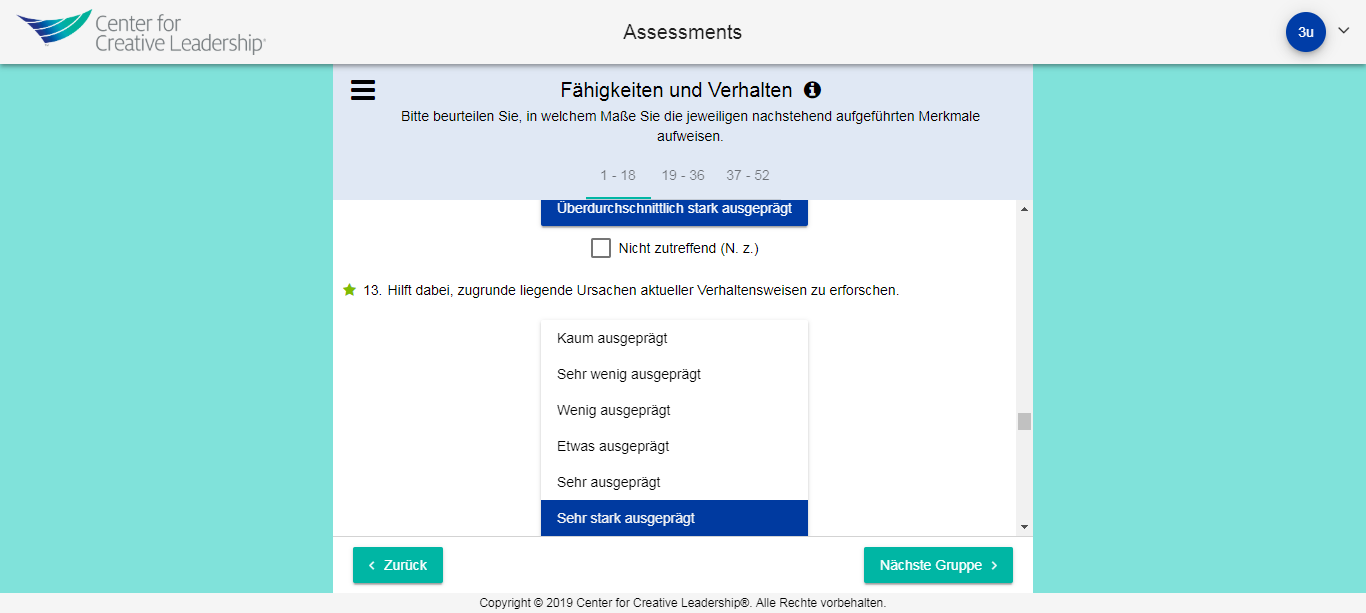 Center for
Creative Leadership®
Assessments
3u
Fähigkeiten und Verhalten
Bitte beurteilen Sie, in welchem Maße Sie die jeweiligen nachstehend aufgeführten Merkmale
aufweisen.
1 - 18 19 - 36 37 - 52
Überdurchschnittlich stark ausgeprägt
Nicht zutreffend (N. z.)
13. Hilft dabei, zugrunde liegende Ursachen aktueller Verhaltensweisen zu erforschen.
Kaum ausgeprägt
Sehr wenig ausgeprägt
Wenig ausgeprägt
Etwas ausgeprägt
Sehr ausgeprägt
Sehr stark ausgeprägt
Zurück
Nächste Gruppe
Copyright © 2019 Center for Creative Leadership®. Alle Rechte vorbehalten.